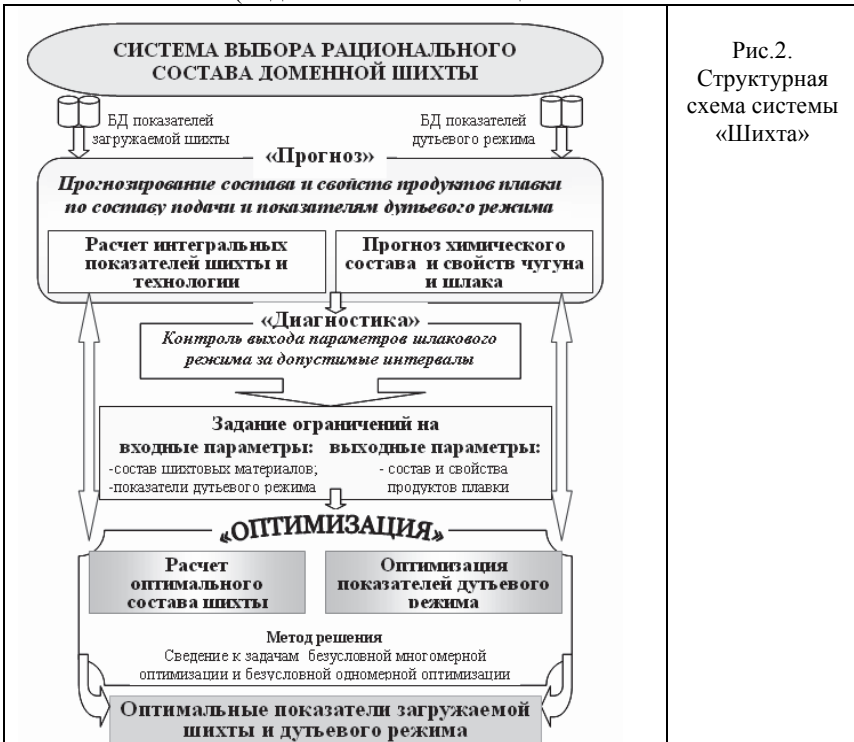 СИСТЕМА ВЫБОРА РАЦИОНАЛЬНОГО
СОСТАВА ДОМЕННОЙ ШИХТЫ
БД показателей
загружаемой шихты
БД показателей
дутьевого режима
«Прогноз»
Прогнозирование состава и свойств продуктов плавки
по составу подачи и показателям дутьевого режима
Расчет интегральных
показателей шихты и
технологии
Прогноз химического
состава и свойств чугуна
и шлака
«Диагностика»
Контроль выхода параметров шлакового
режима за допустимые интервалы
Задание ограничений на
входные параметры: выходные параметры:
-состав шихтовых материалов;
-показатели дутьевого режима
- состав и свойства
продуктов плавки
«ОПТИМИЗАЦИЯ»
Расчет
оптимального
состава шихты
Оптимизация
показателей дутьевого
режима
Метод решения
Сведение к задачам безусловной многомерной
оптимизации и безусловной одномерной оптимизации
Оптимальные показатели загружаемой
шихты и дутьевого режима
Рис.2.
Структурная
схема системы
«Шихта»